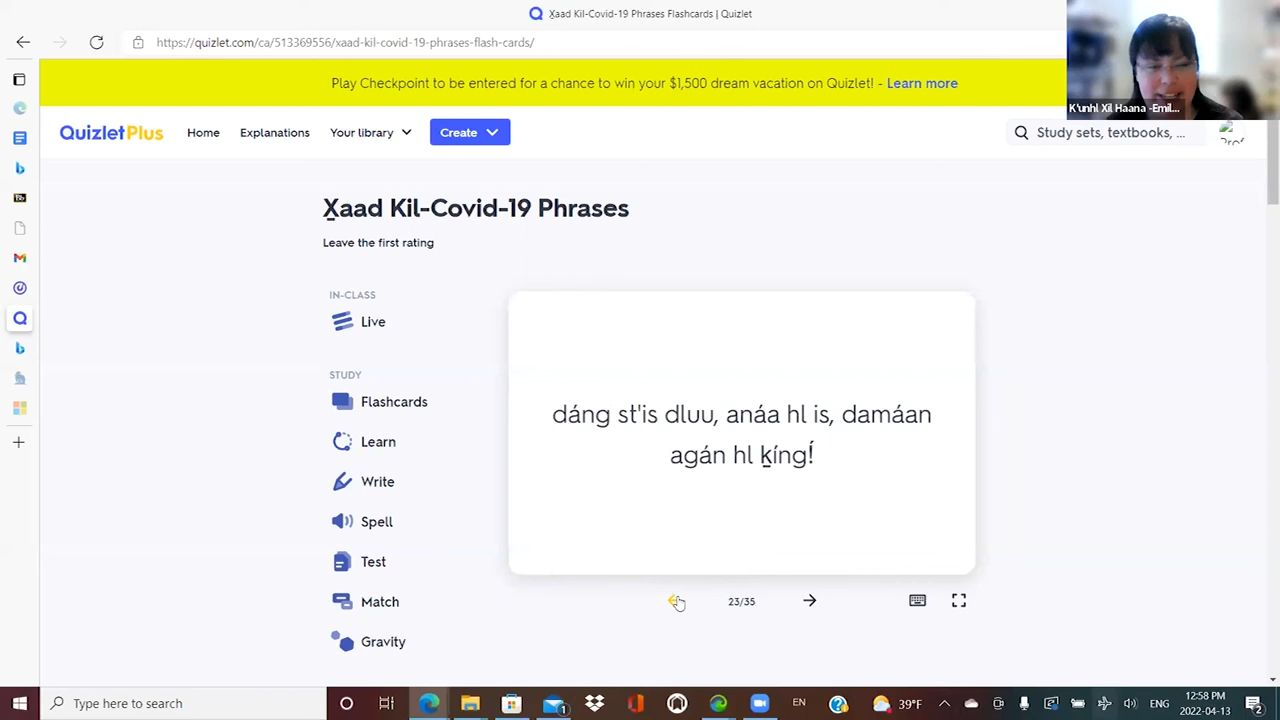 X̲aad Kil-Covid-19 Phrases Flashcards | Quizlet
https://quizlet.com/ca/513369556/xaad-kil-covid-19-phrases-flash-cards/
K'unhl Xil Haana -Emil...
Play Checkpoint to be entered for a chance to win your $1,500 dream vacation on Quizlet! - Learn more
QuizletPlus
Home
Explanations
Your library
Create
Study sets, textbooks, ...
X̲aad Kil-Covid-19 Phrases
Leave the first rating
IN-CLASS
Live
STUDY
Flashcards
Learn
Write
Spell
Test
Match
Gravity
dáng st'is dluu, anáa hl is, damáan
agán hl ḵíng!́
23/35
Type here to search
EN
39°F
ENG
12:58 PM
2022-04-13